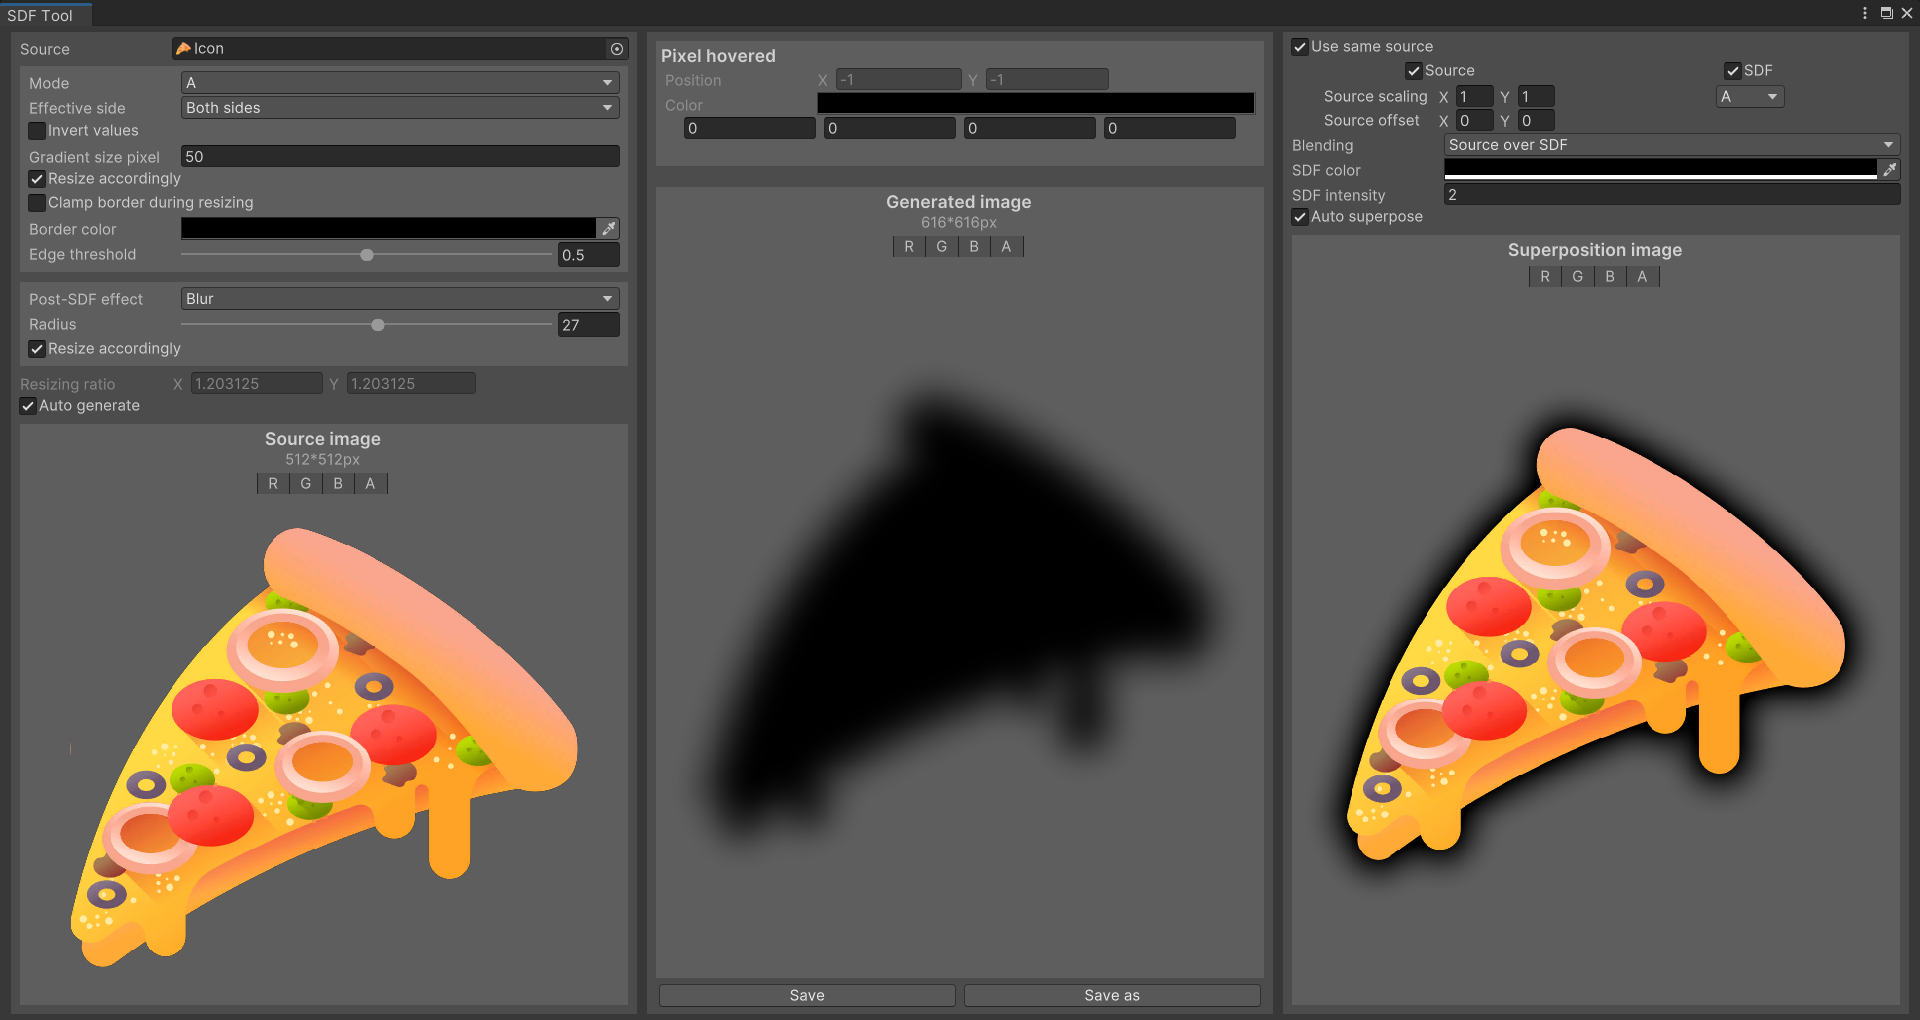 SDF Tool
Source Icon
Mode A
Effective side Both sides
Invert values
Gradient size pixel 50
Resize accordingly
Clamp border during resizing
Border color
Edge threshold 0.5
Post-SDF effect Blur
Radius 27
Resize accordingly
Resizing ratio X 1.203125 Y 1.203125
Auto generate
Source image
512*512px
R G B A
Pixel hovered
Position X -1 Y -1
Color
0 0 0 0
Generated image
616*616px
R G B A
Save Save as
Use same source
Source SDF
Source scaling X 1 Y 1 A
Source offset X 0 Y 0
Blending Source over SDF
SDF color
SDF intensity 2
Auto superpose
Superposition image
R G B A